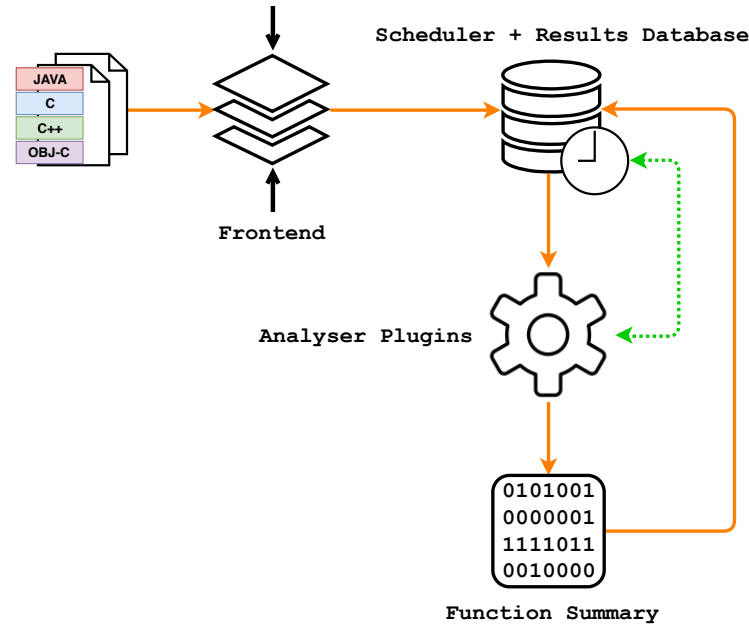 Scheduler + Results Database
JAVA
C
C++
OBJ-C
Frontend
Analyser Plugins
0101001
0000001
1111011
0010000
Function Summary